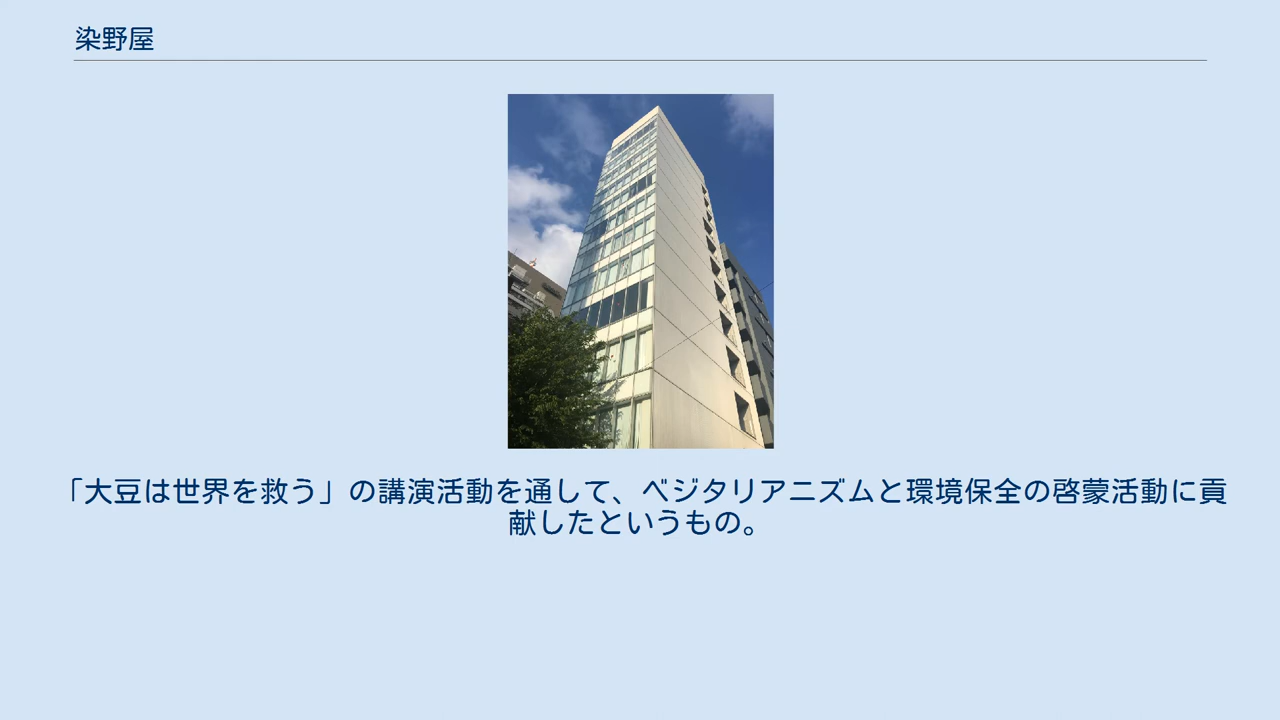 染野屋
「大豆は世界を救う」の講演活動を通して、ベジタリアニズムと環境保全の啓蒙活動に貢
献したというもの。